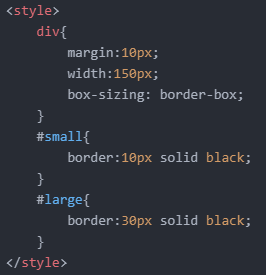 <style>
    div{
        margin:10px;
        width:150px;
        box-sizing: border-box;
    }
    #small{
        border:10px solid black;
    }
    #large{
        border:30px solid black;
    }
</style>